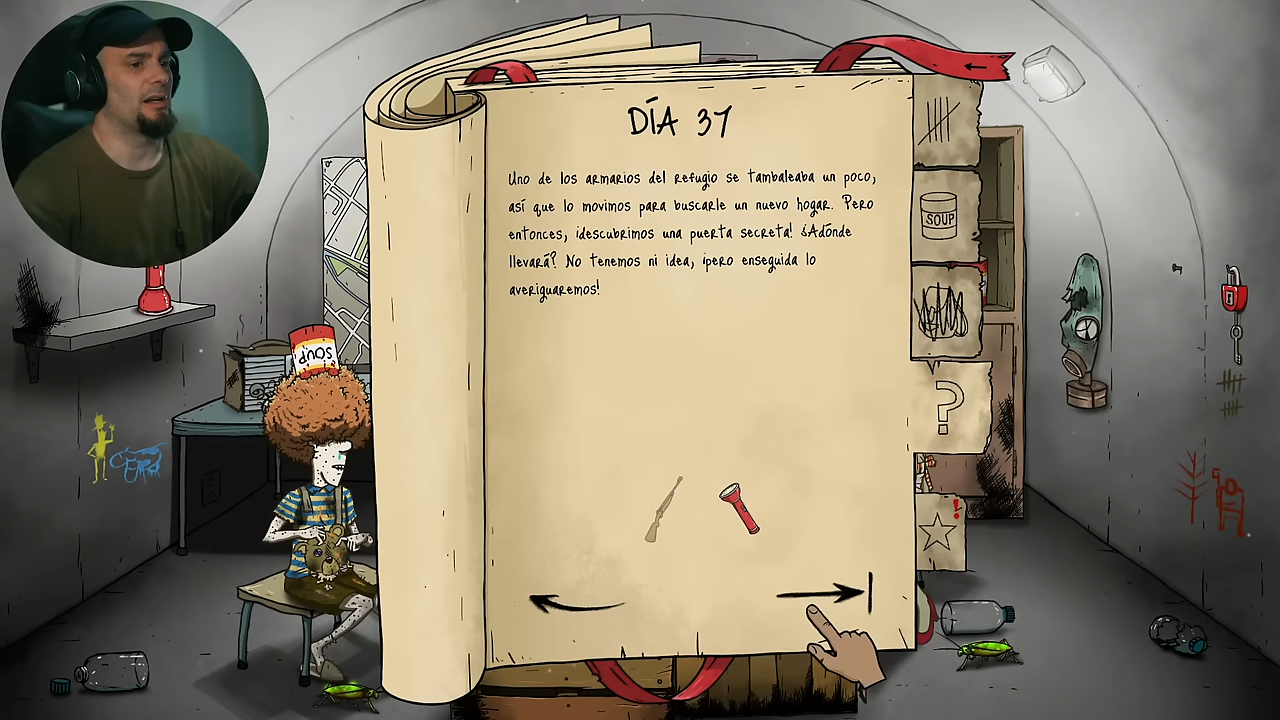 DÍA 37
Uno de los armarios del refugio se tambaleaba un poco,
así que lo movimos para buscarle un nuevo hogar. Pero
entonces, ¡descubrimos una puerta secreta! ¿Adónde
llevará? No tenemos ni idea, ¡pero enseguida lo
averiguaremos!
SOUP
?
!
SOUP